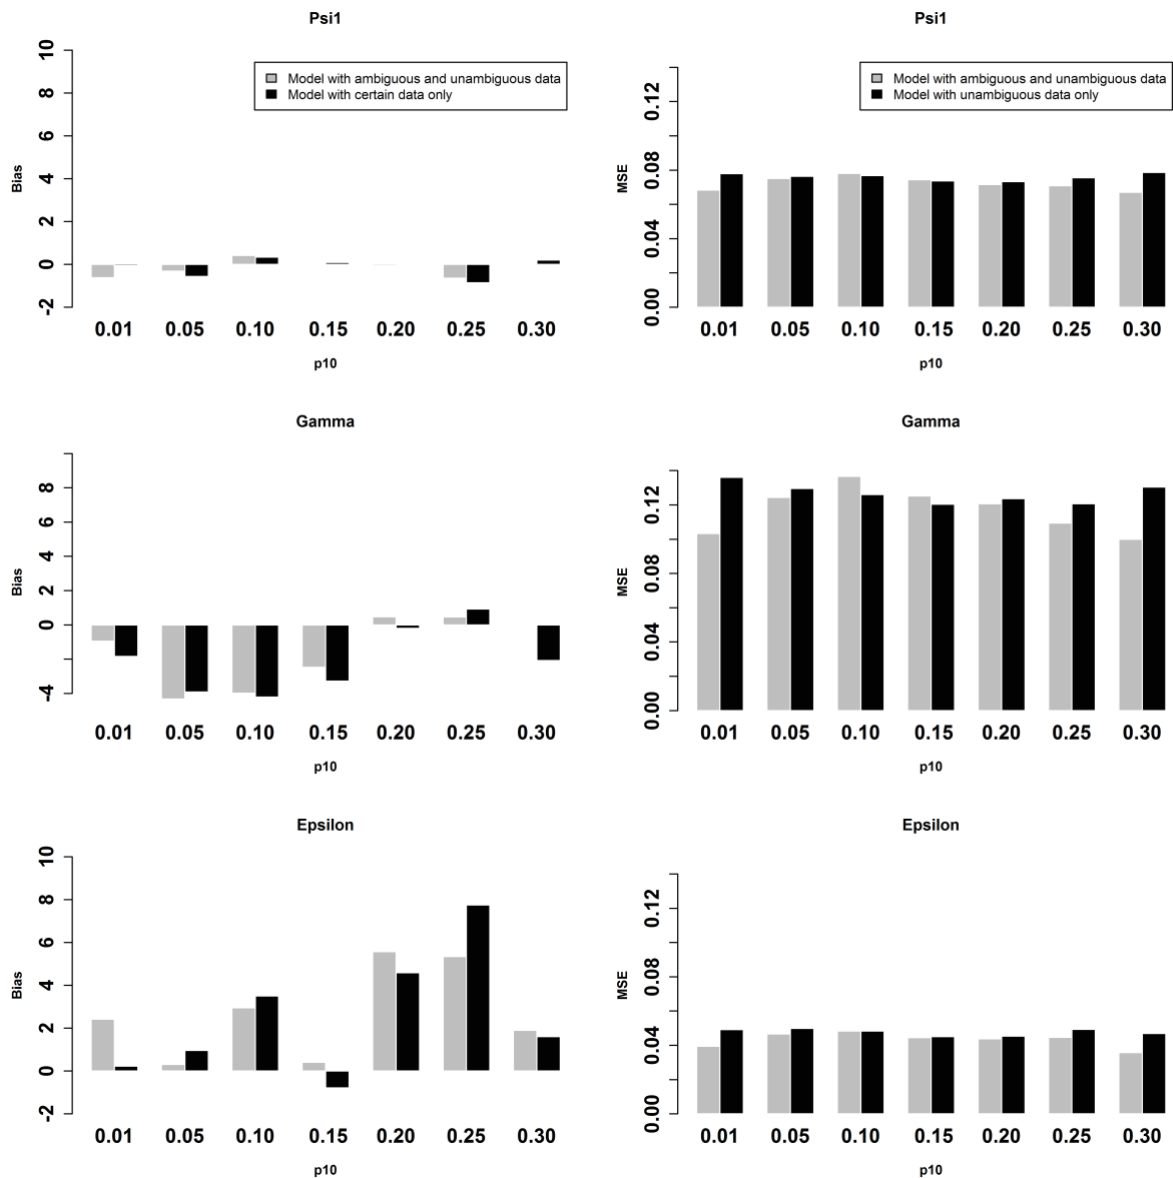 Psi1
10
8
6
4
2
0
-2
Bias
Model with ambiguous and unambiguous data
Model with certain data only
0.01 0.05 0.10 0.15 0.20 0.25 0.30
p10
Psi1
0.12
0.08
0.04
0.00
MSE
Model with ambiguous and unambiguous data
Model with unambiguous data only
0.01 0.05 0.10 0.15 0.20 0.25 0.30
p10
Gamma
8
6
4
2
0
-4
Bias
0.01 0.05 0.10 0.15 0.20 0.25 0.30
p10
Gamma
0.12
0.08
0.04
0.00
MSE
0.01 0.05 0.10 0.15 0.20 0.25 0.30
p10
Epsilon
10
8
6
4
2
0
-2
Bias
0.01 0.05 0.10 0.15 0.20 0.25 0.30
p10
Epsilon
0.12
0.08
0.04
0.00
MSE
0.01 0.05 0.10 0.15 0.20 0.25 0.30
p10